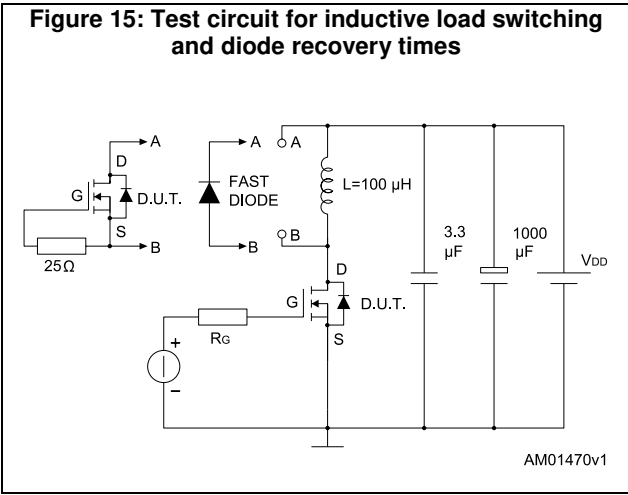 Figure 15: Test circuit for inductive load switching
and diode recovery times
A
D
G
D.U.T.
S
B
25Ω
A
FAST
DIODE
B
A
L=100 µH
B
D
G
D.U.T.
S
RG
+
−
3.3
µF
1000
µF
VDD
AM01470v1